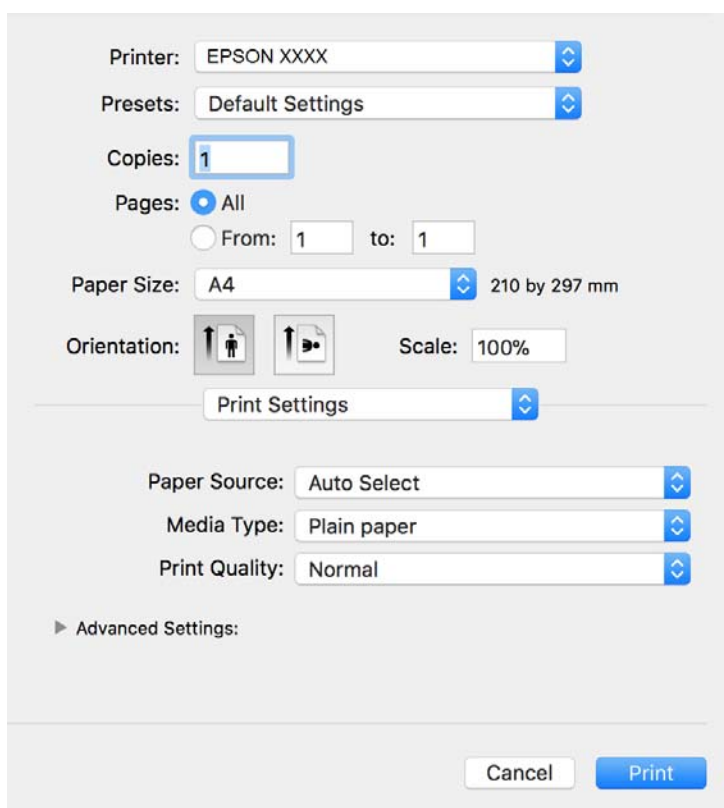 Printer: EPSON XXXX
Presets: Default Settings
Copies: 1
Pages: All
From: 1 to: 1
Paper Size: A4 210 by 297 mm
Orientation: Scale: 100%
Print Settings
Paper Source: Auto Select
Media Type: Plain paper
Print Quality: Normal
Advanced Settings:
Cancel Print